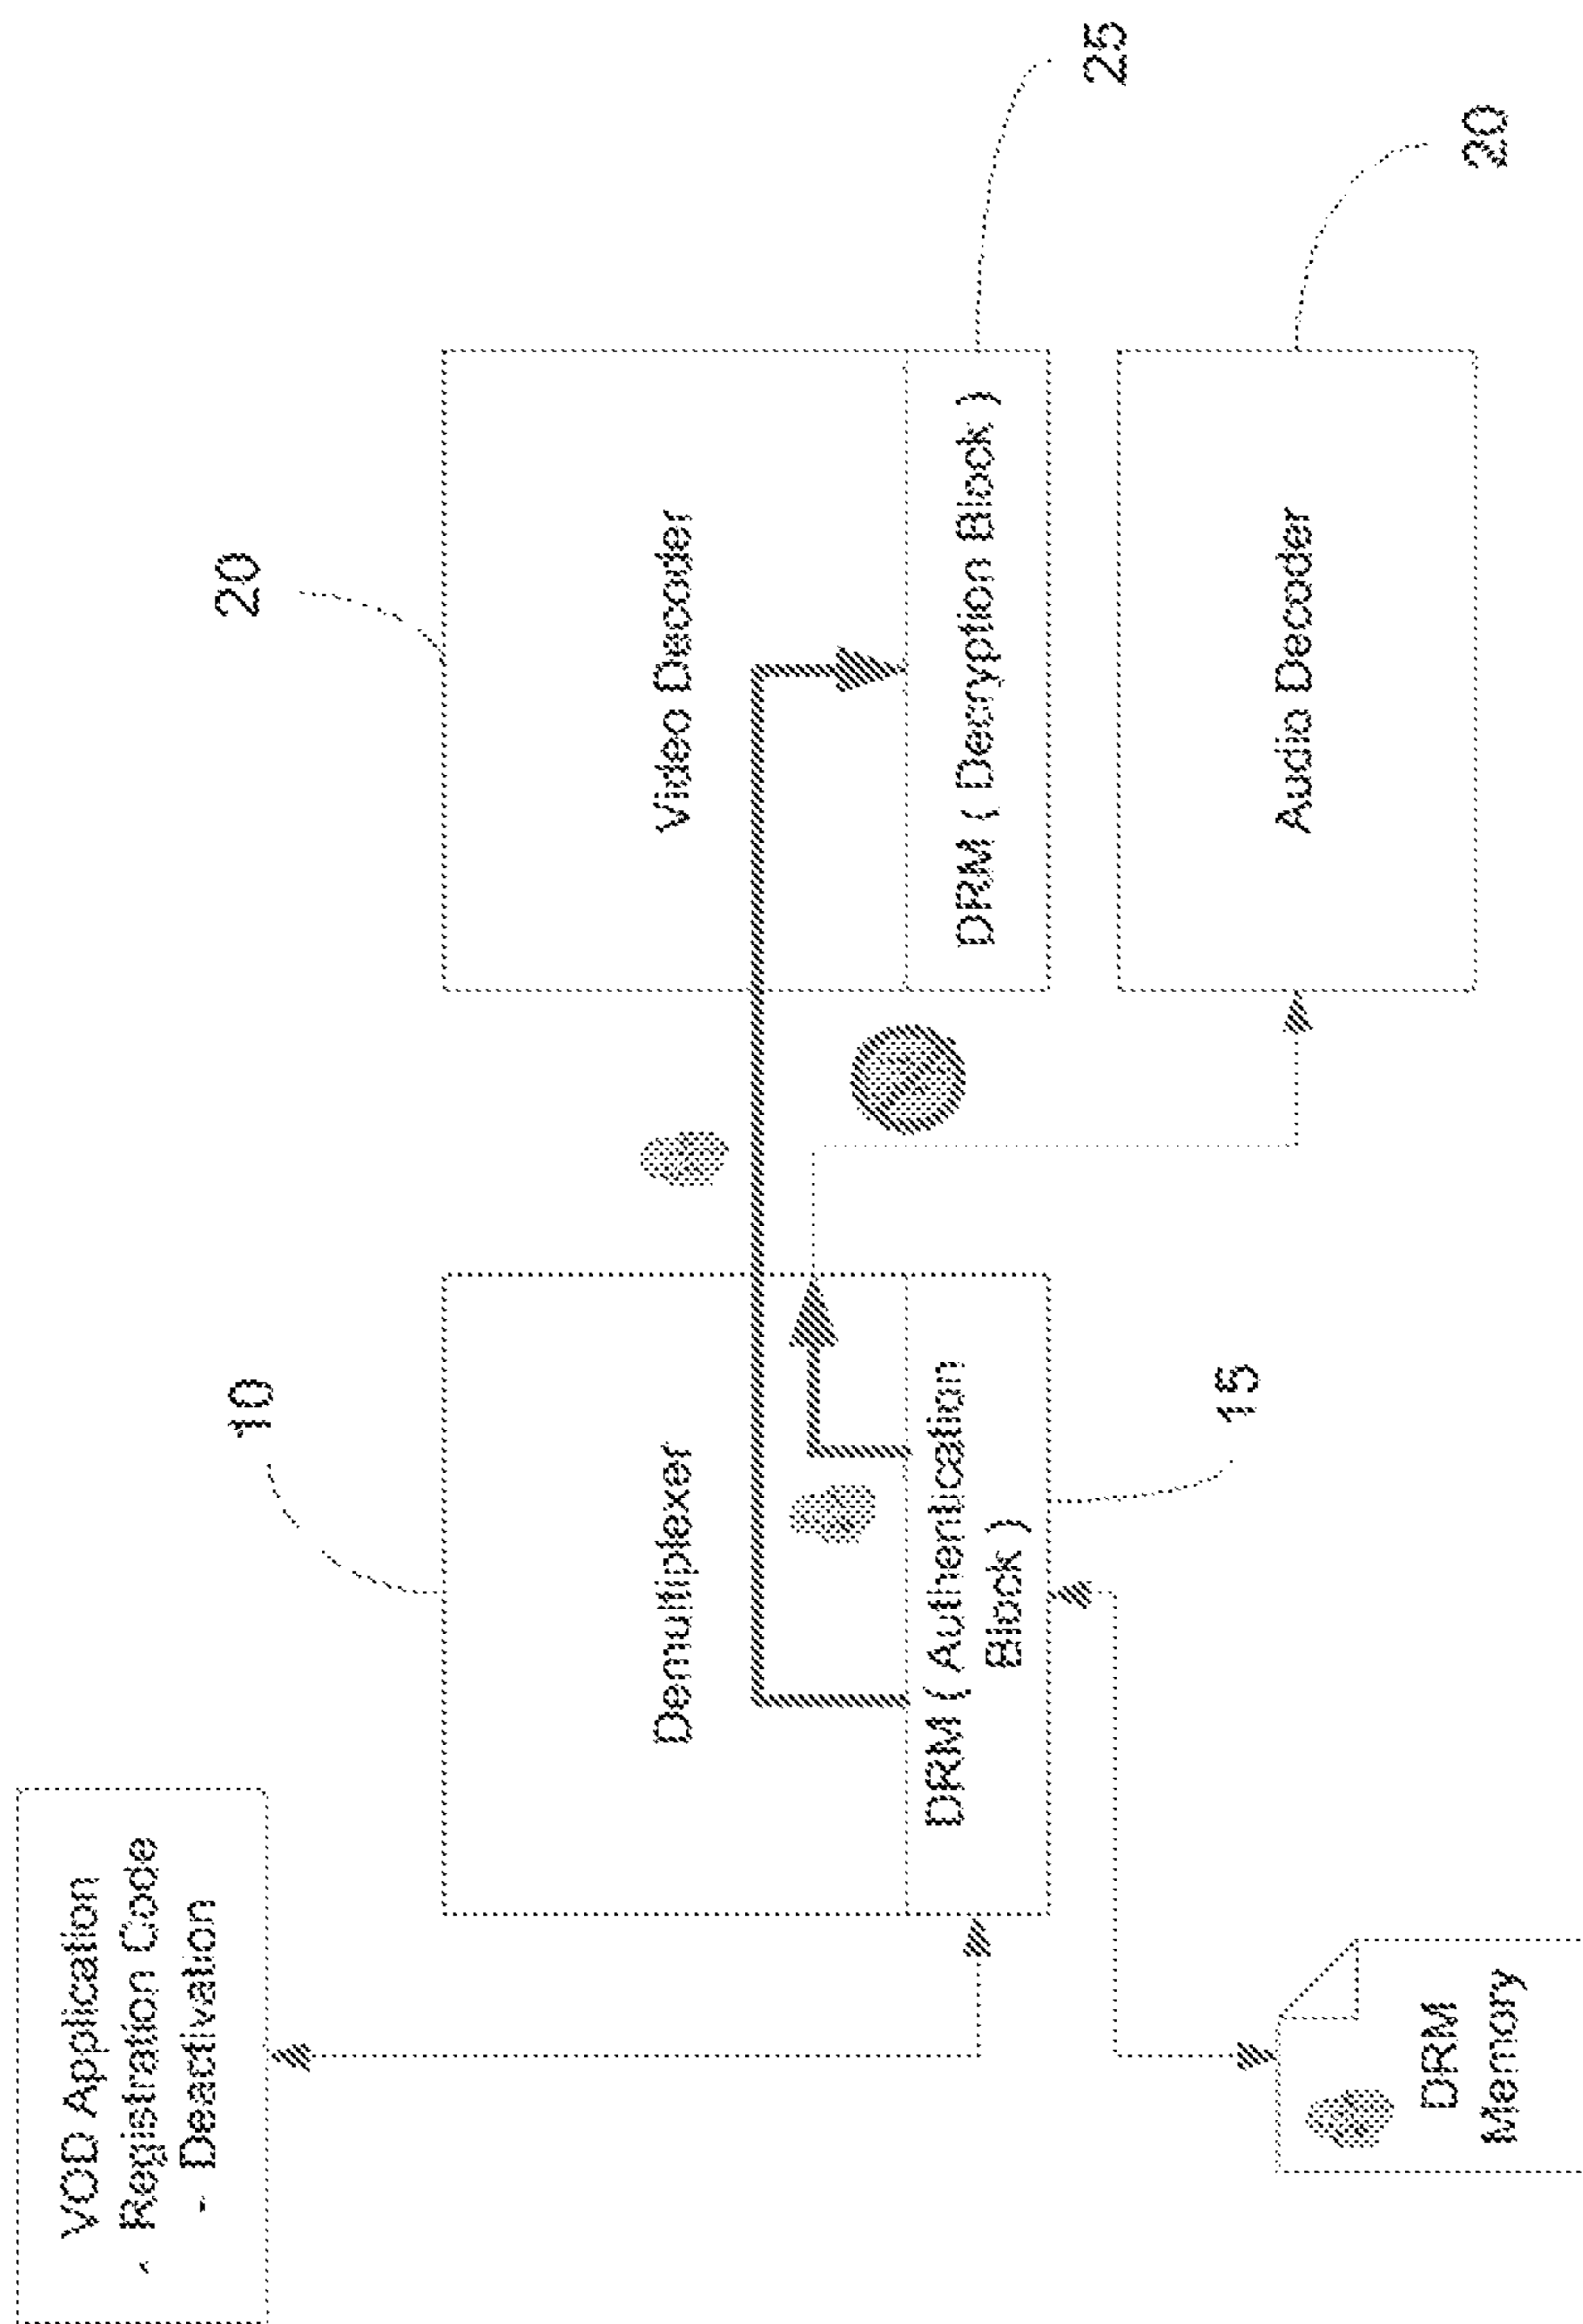 VOD Application
- Registration Code
- Deactivation
10
Demultiplexer
DRM ( Authentication
Block )
15
20
Video Decoder
DRM ( Decryption Block )
25
Audio Decoder
20
DRM
Memory